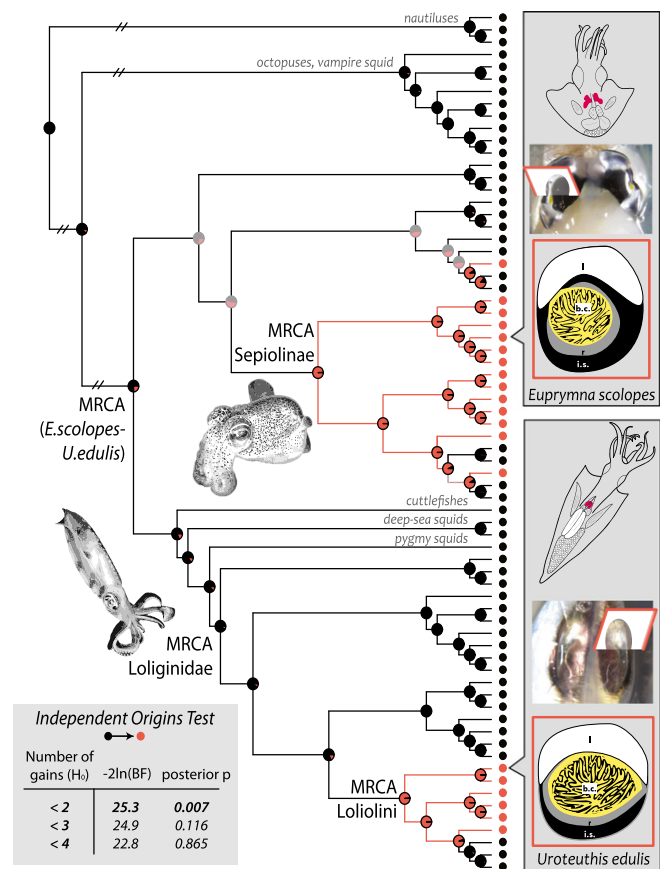 nautiluses
octopuses, vampire squid
MRCA
Sepiolinae
MRCA
(E.scolopes-
U.edulis)
cuttlefishes
deep-sea squids
pygmy squids
MRCA
Loliginidae
MRCA
Loliolini
Independent Origins Test
Number of
gains (H₀) -2ln(BF) posterior p
< 2 25.3 0.007
< 3 24.9 0.116
< 4 22.8 0.865
l
b.c.
r
i.s.
Euprymna scolopes
l
b.c.
r
i.s.
Uroteuthis edulis